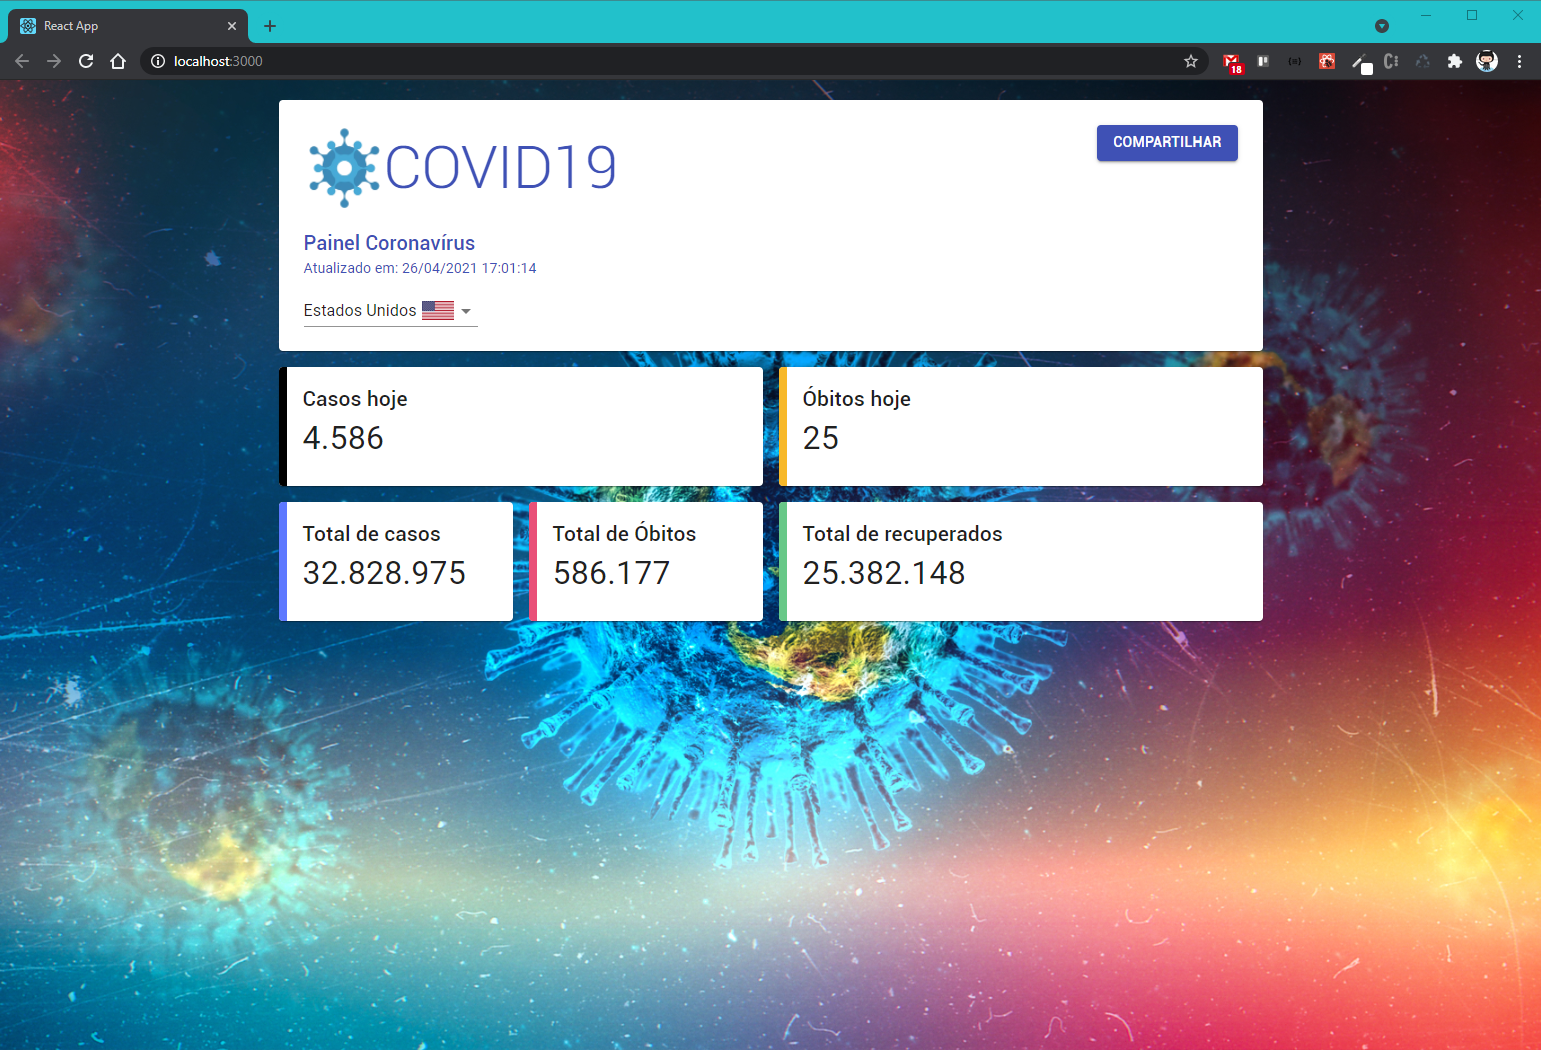 React App
localhost:3000
18
COVID19
COMPARTILHAR
Painel Coronavírus
Atualizado em: 26/04/2021 17:01:14
Estados Unidos
Casos hoje
4.586
Óbitos hoje
25
Total de casos
32.828.975
Total de Óbitos
586.177
Total de recuperados
25.382.148